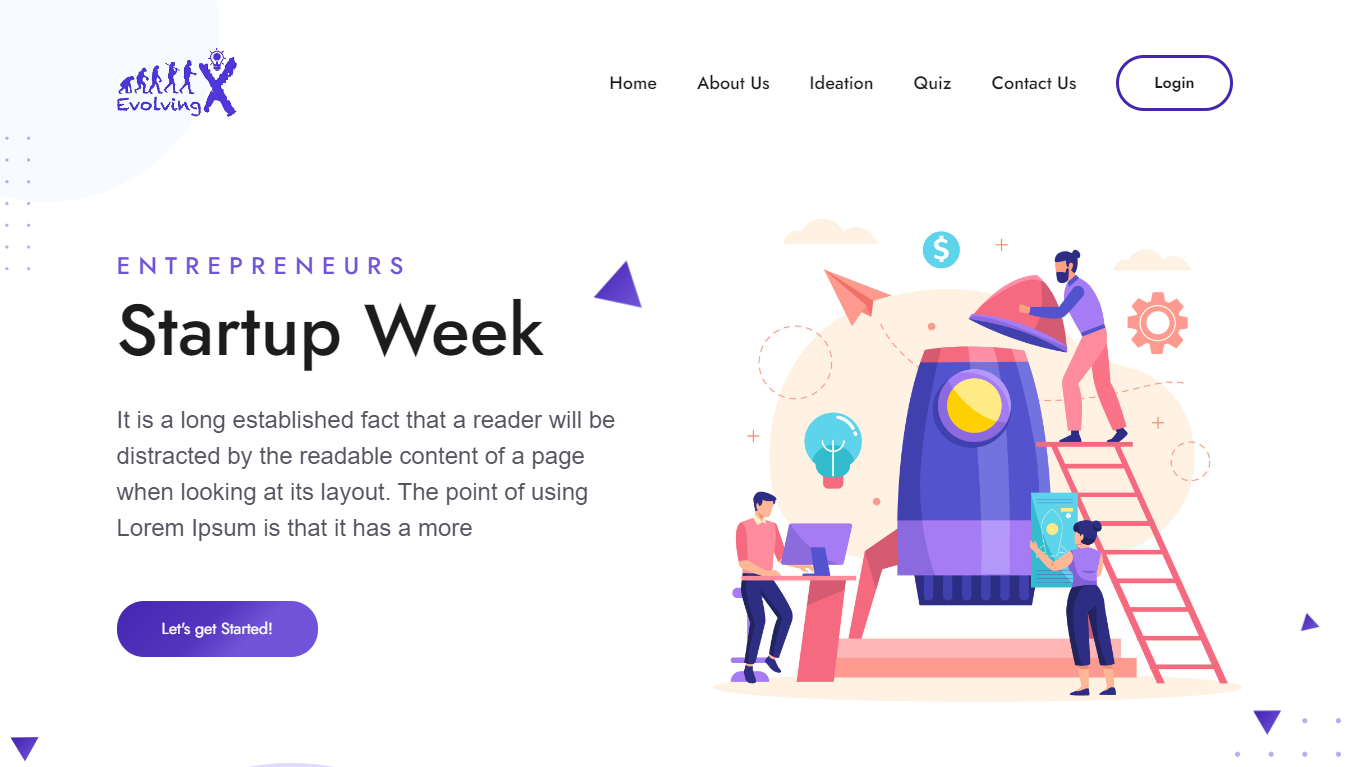 Evolving X
Home About Us Ideation Quiz Contact Us Login
ENTREPRENEURS
Startup Week
It is a long established fact that a reader will be
distracted by the readable content of a page
when looking at its layout. The point of using
Lorem Ipsum is that it has a more
Let's get Started!
$